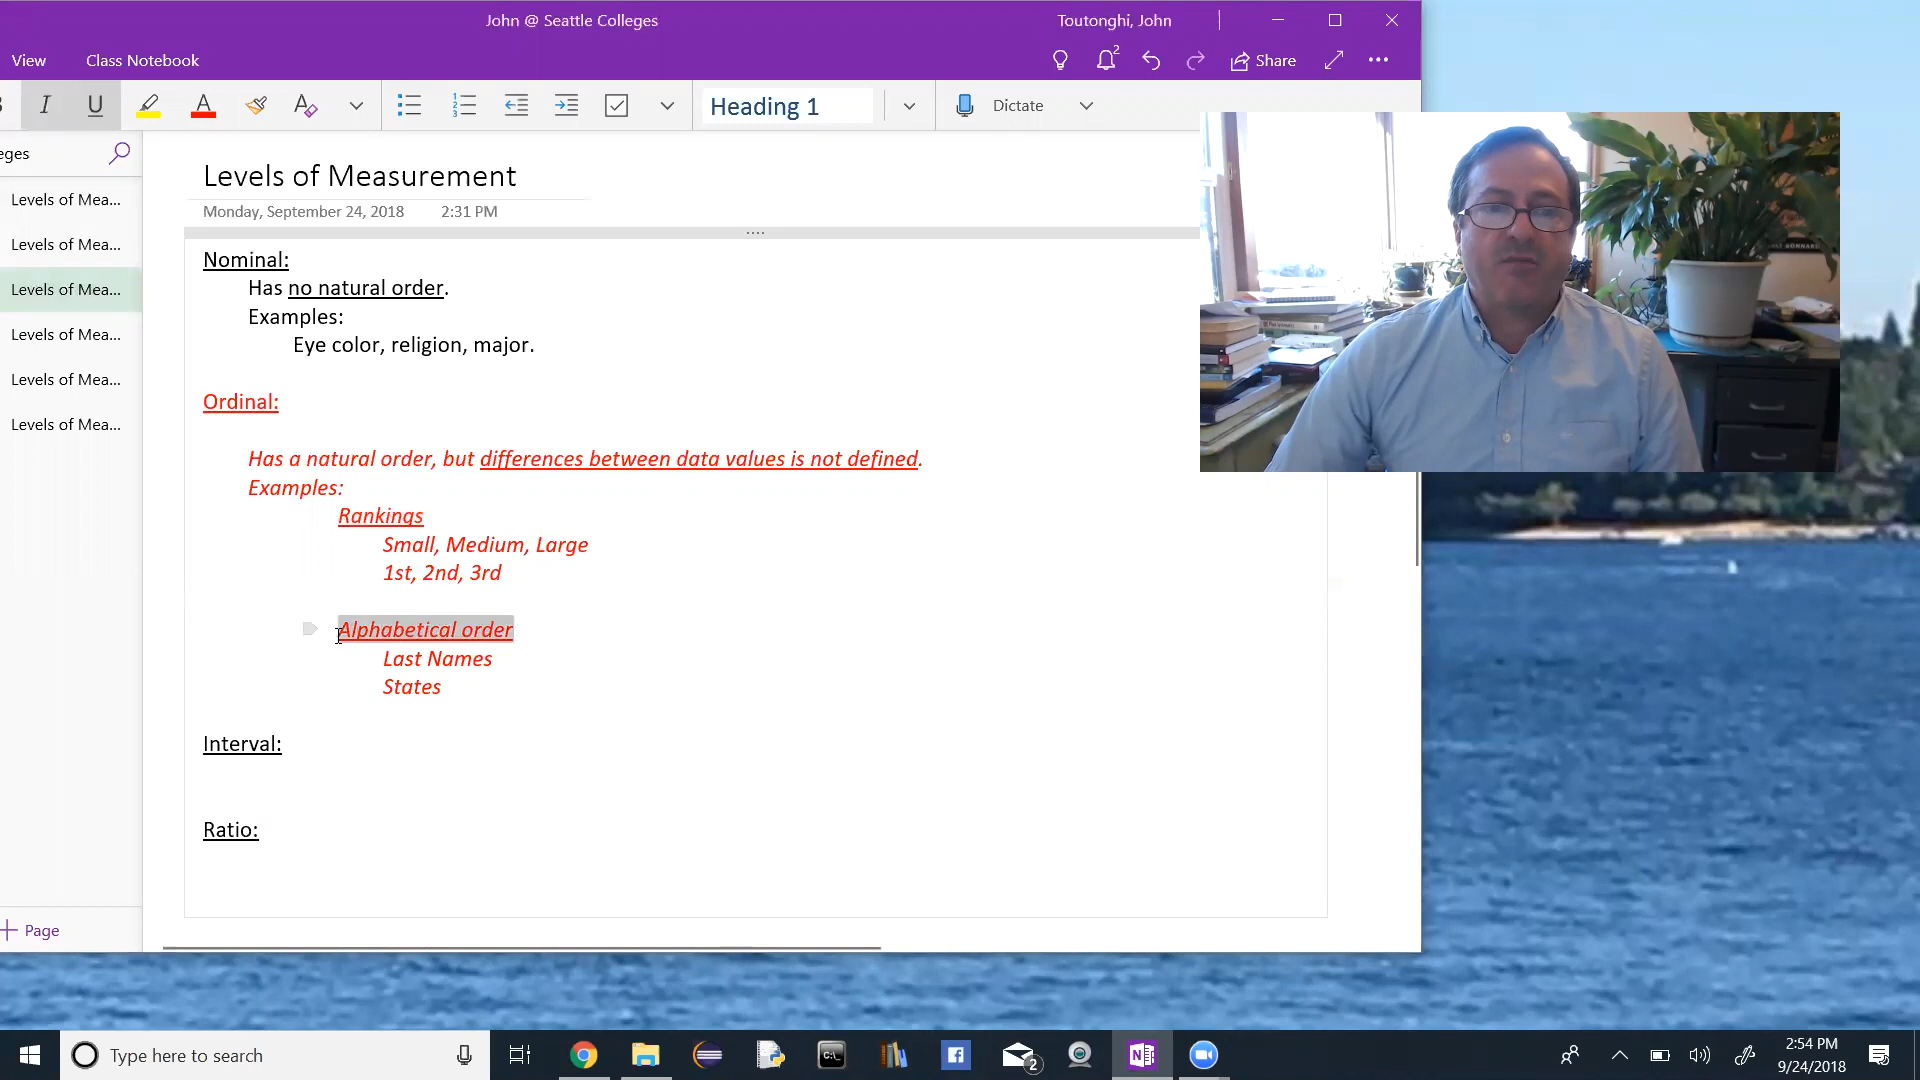 John @ Seattle Colleges
Toutonghi, John
View
Class Notebook
2
Share
I
U
A
A
Heading 1
Dictate
eges
Levels of Mea...
Levels of Mea...
Levels of Mea...
Levels of Mea...
Levels of Mea...
Levels of Mea...
Page
Levels of Measurement
Monday, September 24, 2018 2:31 PM
Nominal:
Has no natural order.
Examples:
Eye color, religion, major.
Ordinal:
Has a natural order, but differences between data values is not defined.
Examples:
Rankings
Small, Medium, Large
1st, 2nd, 3rd
Alphabetical order
Last Names
States
Interval:
Ratio:
Type here to search
2
2:54 PM
9/24/2018